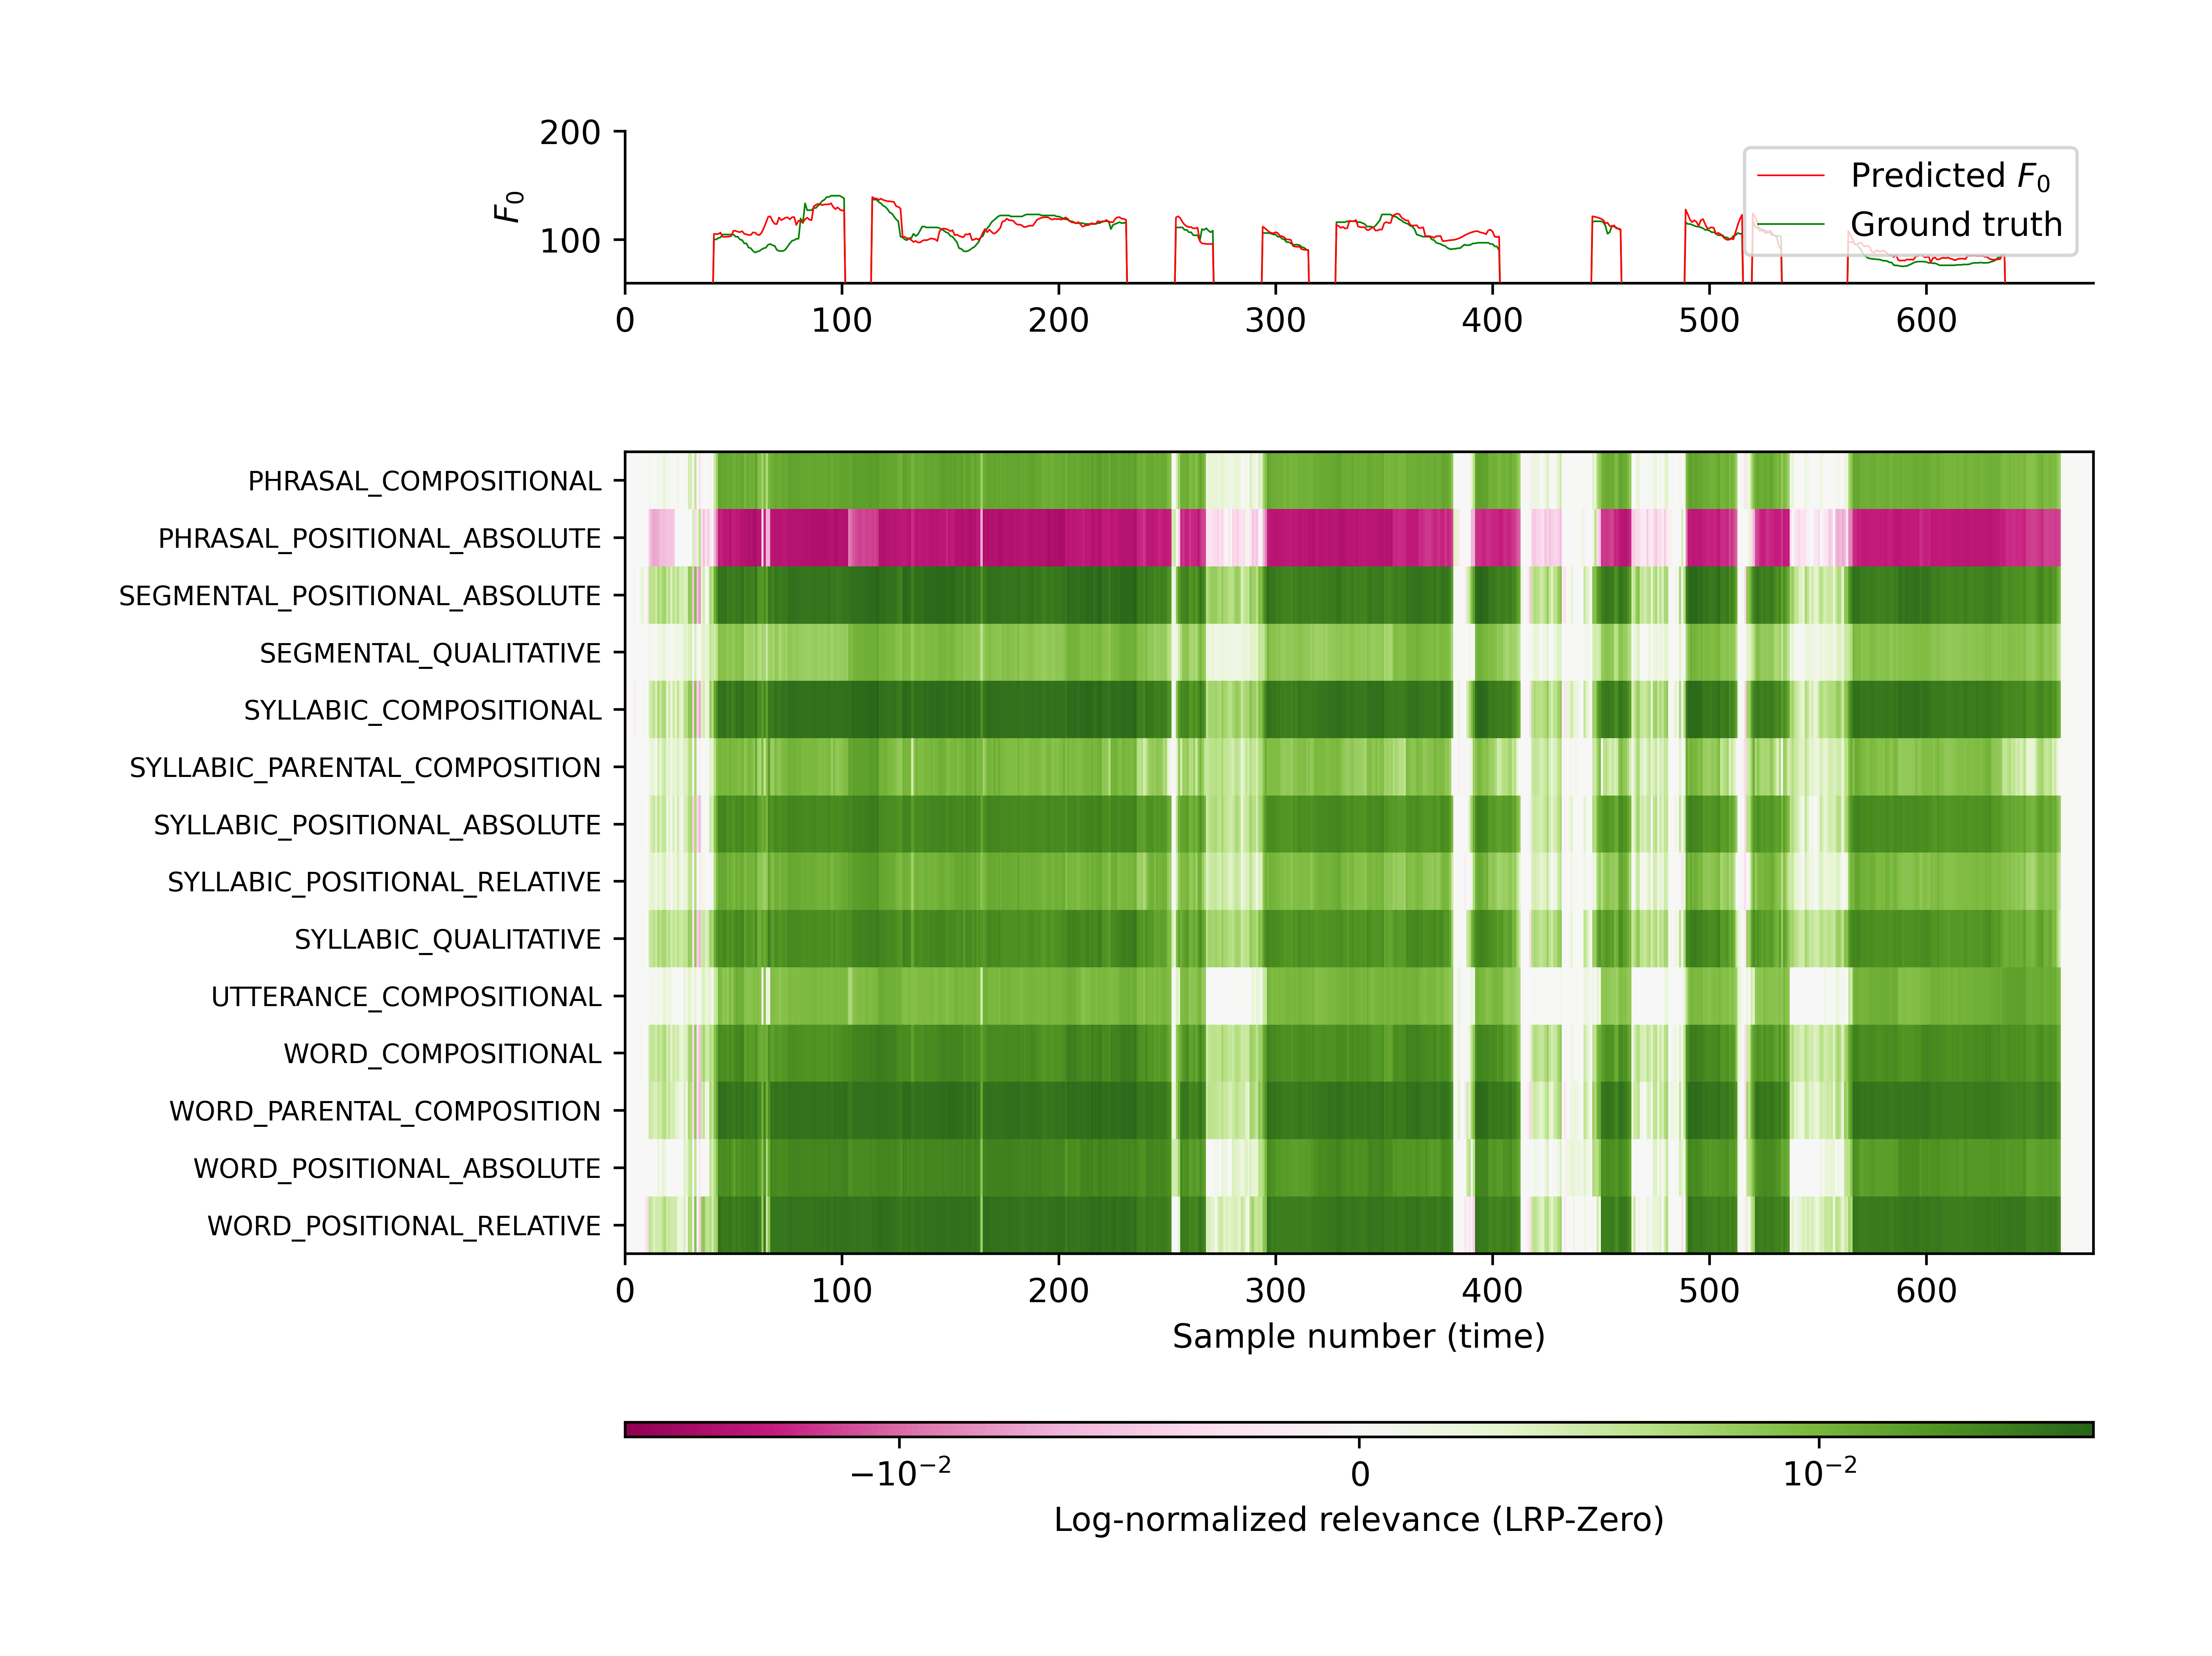 200
100
F₀
Predicted F₀
Ground truth
0 100 200 300 400 500 600
PHRASAL_COMPOSITIONAL
PHRASAL_POSITIONAL_ABSOLUTE
SEGMENTAL_POSITIONAL_ABSOLUTE
SEGMENTAL_QUALITATIVE
SYLLABIC_COMPOSITIONAL
SYLLABIC_PARENTAL_COMPOSITION
SYLLABIC_POSITIONAL_ABSOLUTE
SYLLABIC_POSITIONAL_RELATIVE
SYLLABIC_QUALITATIVE
UTTERANCE_COMPOSITIONAL
WORD_COMPOSITIONAL
WORD_PARENTAL_COMPOSITION
WORD_POSITIONAL_ABSOLUTE
WORD_POSITIONAL_RELATIVE
0 100 200 300 400 500 600
Sample number (time)
−10⁻² 0 10⁻²
Log-normalized relevance (LRP-Zero)